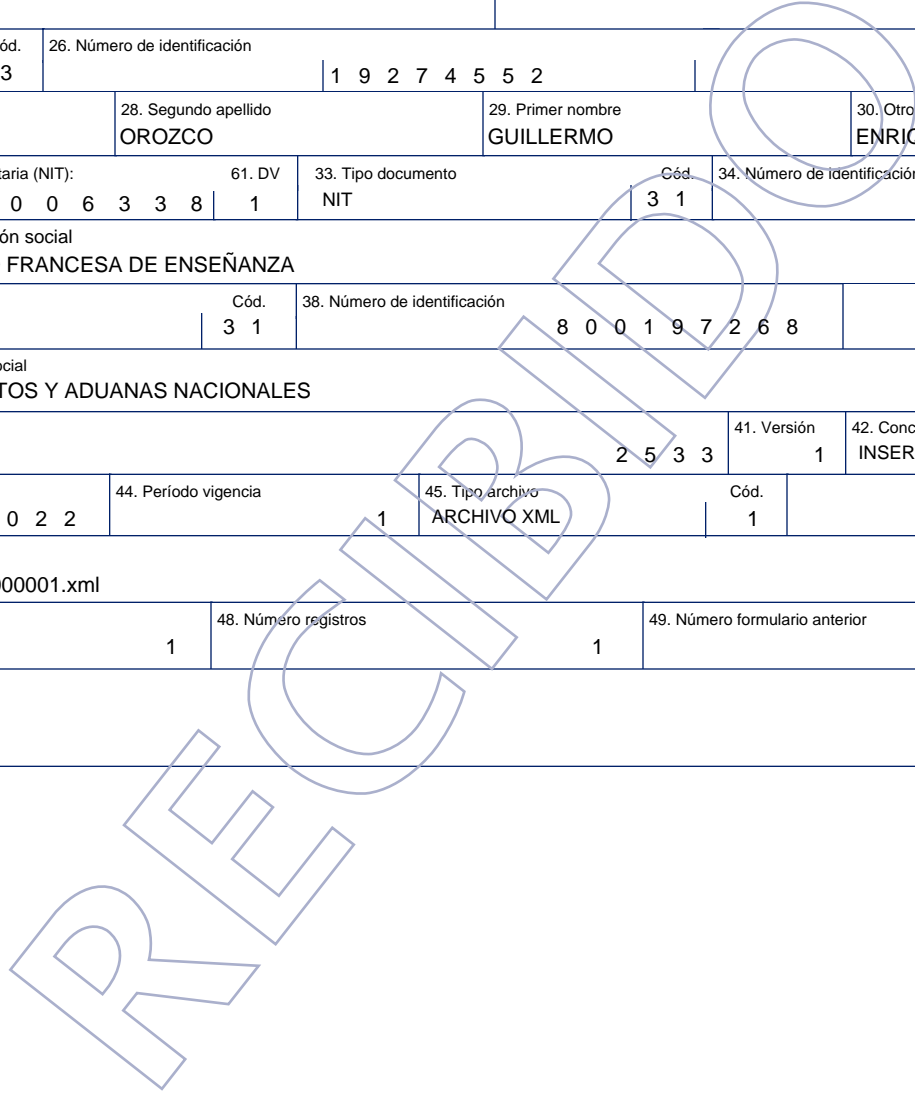 ód. 26. Número de identificación
3 1 9 2 7 4 5 5 2
28. Segundo apellido 29. Primer nombre 30. Otro
OROZCO GUILLERMO ENRIC
taria (NIT): 61. DV 33. Tipo documento Cód. 34. Número de identificación
0 0 6 3 3 8 1 NIT 3 1
ón social
FRANCESA DE ENSEÑANZA
Cód. 38. Número de identificación
3 1 8 0 0 1 9 7 2 6 8
ocial
TOS Y ADUANAS NACIONALES
41. Versión 42. Conc
2 5 3 3 1 INSER
44. Período vigencia 45. Tipo archivo Cód.
0 2 2 1 ARCHIVO XML 1
000001.xml
48. Número registros 49. Número formulario anterior
1 1
RECIBIDO